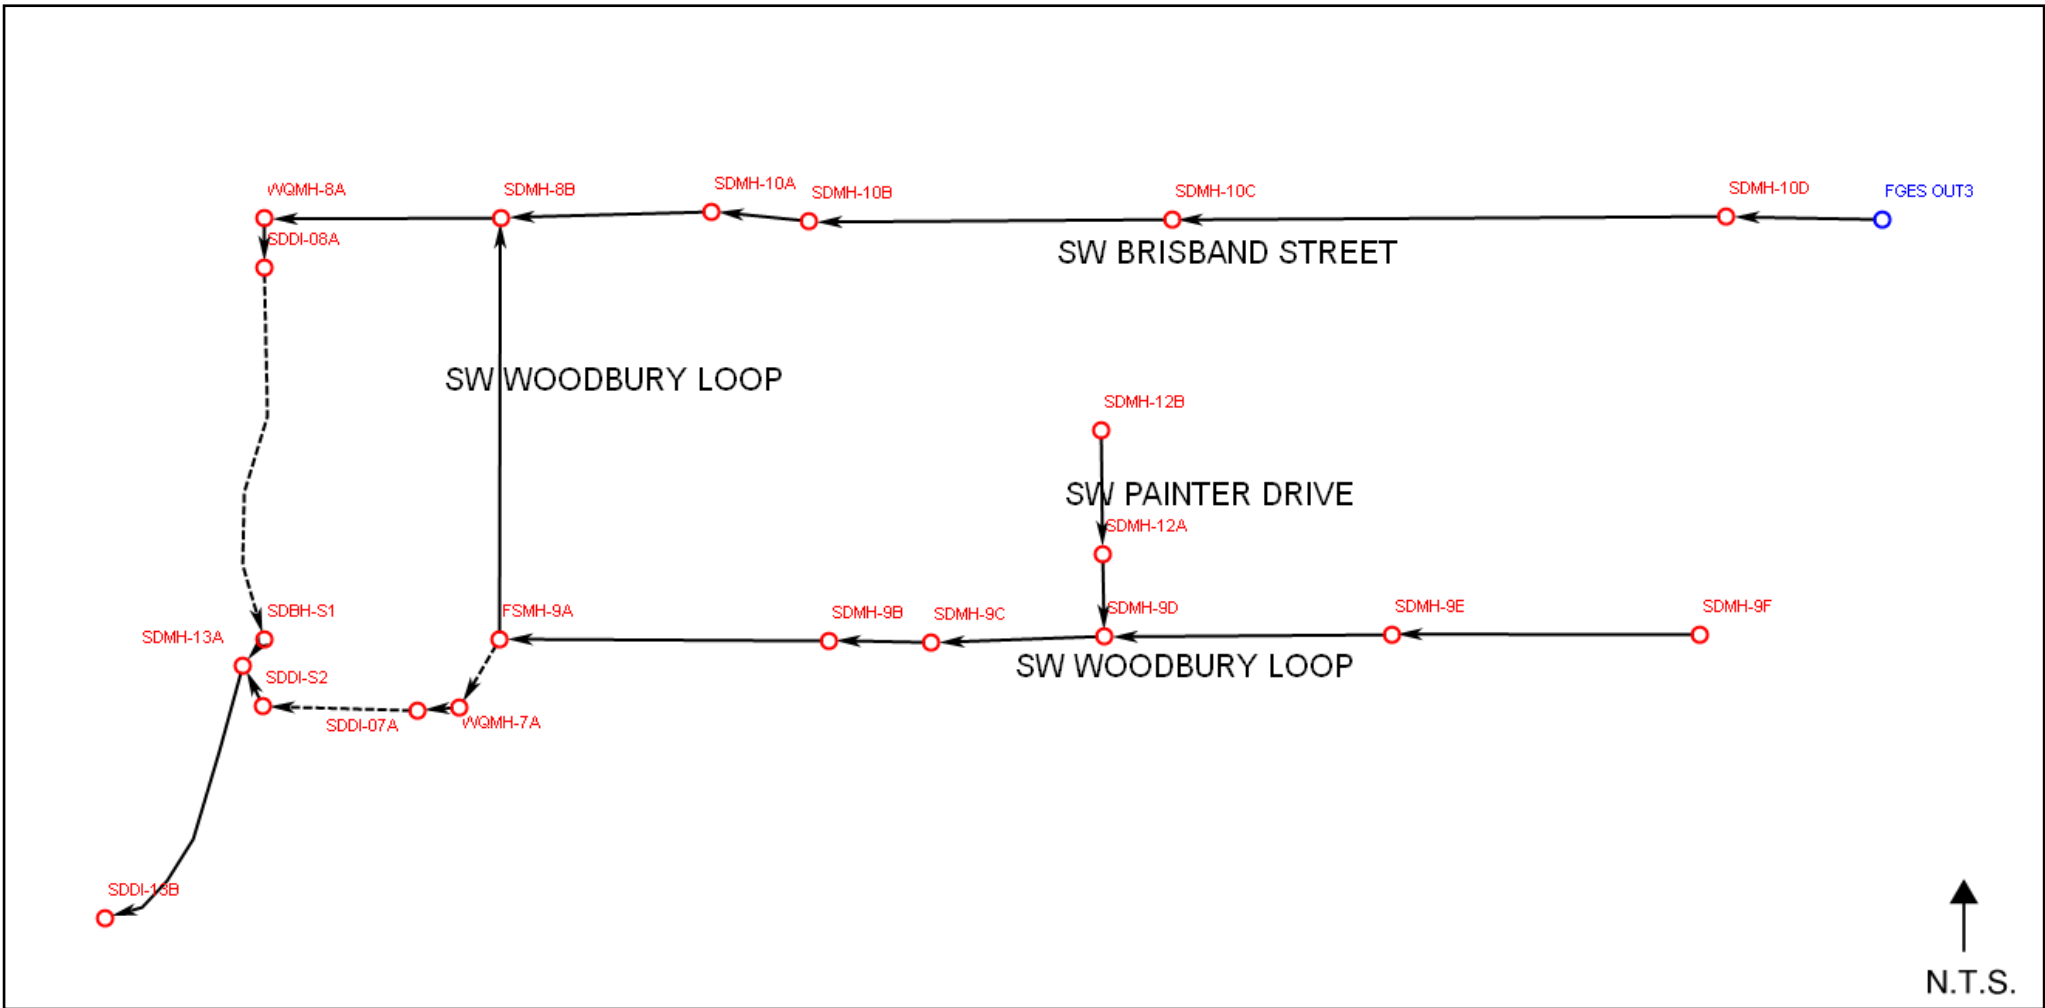 WQMH-8A
SDMH-8B
SDMH-10A
SDMH-10B
SDMH-10C
SDMH-10D
FGES OUT3
SDDI-08A
SW BRISBAND STREET
SW WOODBURY LOOP
SDMH-12B
SW PAINTER DRIVE
SDMH-12A
SDBH-S1
FSMH-9A
SDMH-9B
SDMH-9C
SDMH-9D
SDMH-9E
SDMH-9F
SDMH-13A
SW WOODBURY LOOP
SDDI-S2
SDDI-07A
WQMH-7A
SDDI-13B
N.T.S.